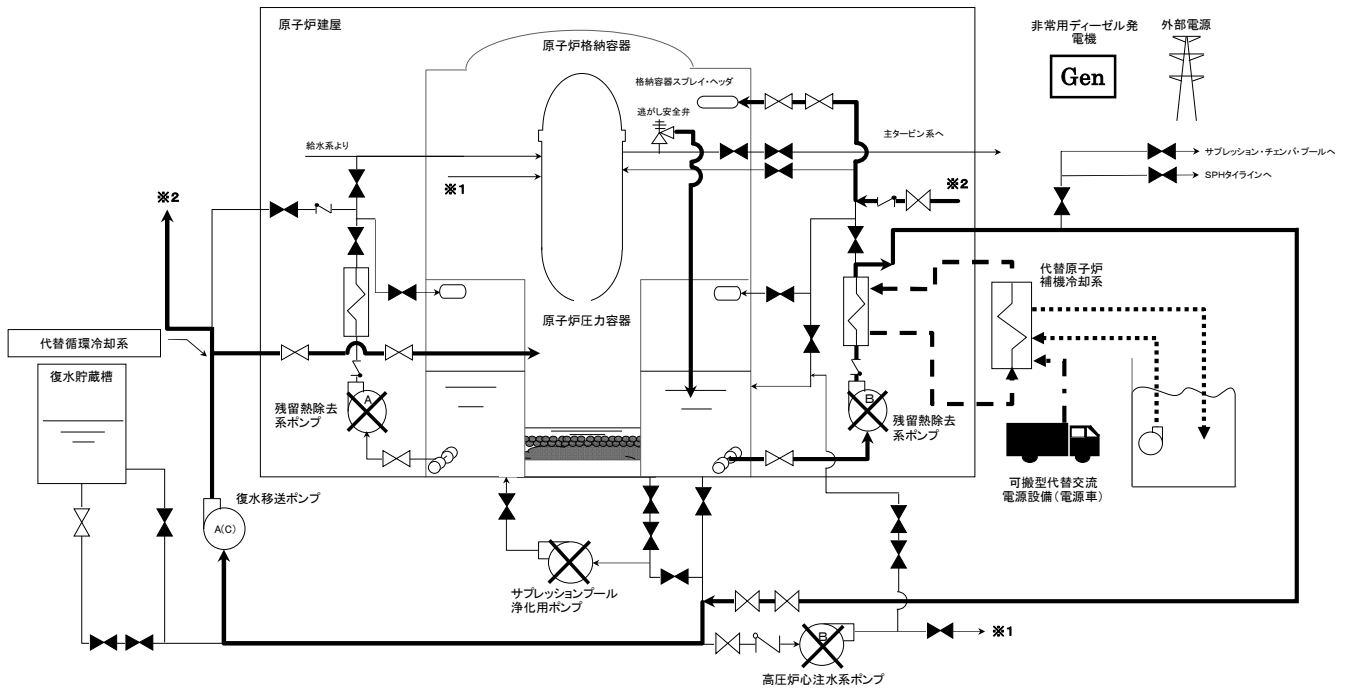 原子炉建屋
原子炉格納容器
格納容器スプレイ・ヘッダ
逃がし安全弁
非常用ディーゼル発
電機
外部電源
Gen
給水系より
主タービン系へ
サプレッション・チェンバ・プールへ
SPHタイラインへ
※1
※2
※2
代替原子炉
補機冷却系
原子炉圧力容器
代替循環冷却系
復水貯蔵槽
A
残留熱除去
系ポンプ
B
残留熱除去
系ポンプ
可搬型代替交流
電源設備(電源車)
復水移送ポンプ
A(C)
サプレッションプール
浄化用ポンプ
B
※1
高圧炉心注水系ポンプ